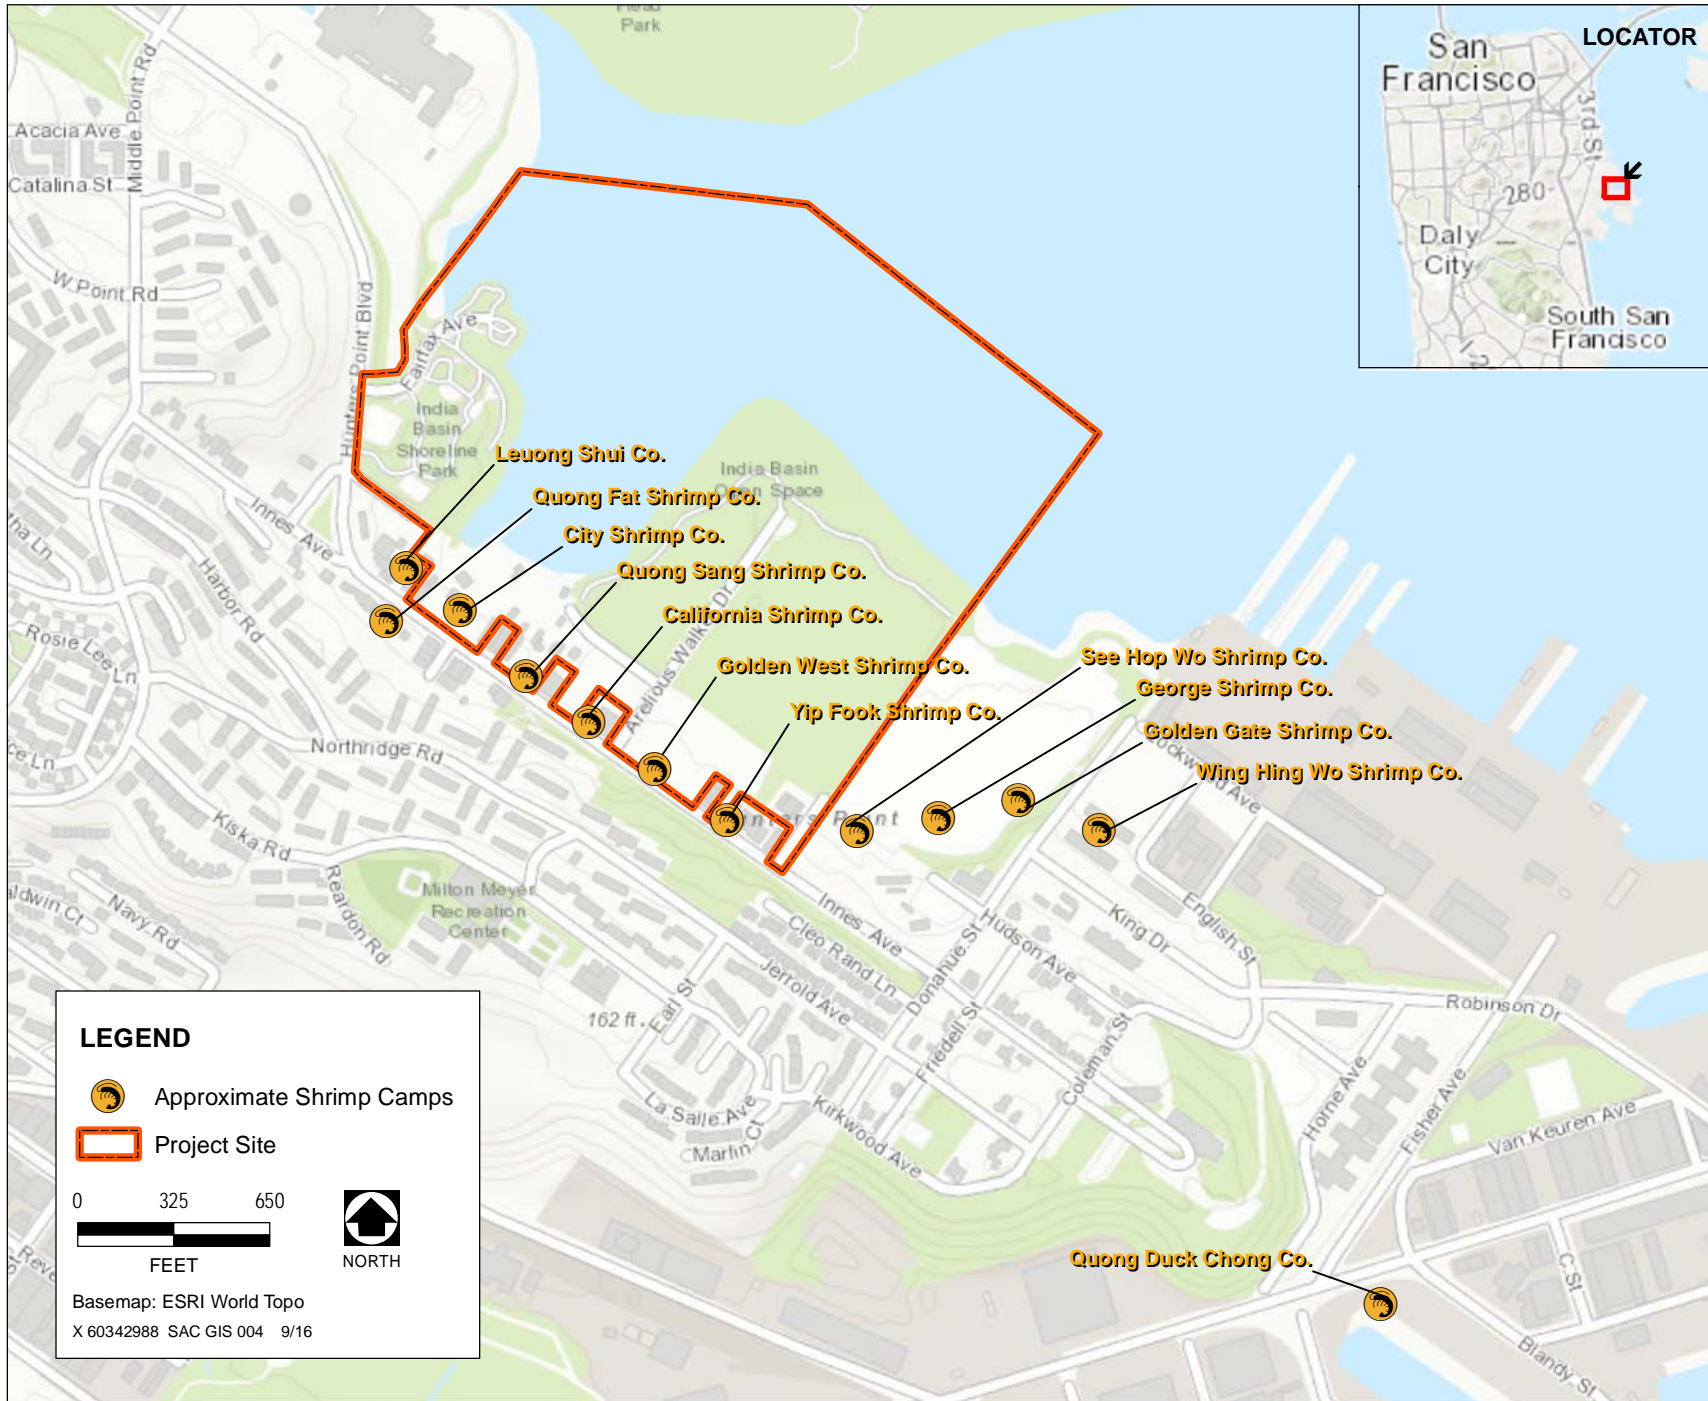 Park
LOCATOR
San
Francisco
3rd St
280
Daly
City
South San
Francisco
Acacia Ave
Catalina St
Middle Point Rd
W Point Rd
Hunters Point Blvd
Fairfax Ave
India
Basin
Shoreline
Park
Leuong Shui Co.
Quong Fat Shrimp Co.
City Shrimp Co.
Quong Sang Shrimp Co.
California Shrimp Co.
Golden West Shrimp Co.
Yip Fook Shrimp Co.
India Basin
Open Space
Arelious Walker Dr
See Hop Wo Shrimp Co.
George Shrimp Co.
Golden Gate Shrimp Co.
Wing Hing Wo Shrimp Co.
Innes Ave
Harbor Rd
Rosie Lee Ln
Northridge Rd
Kiska Rd
Reardon Rd
Navy Rd
Milton Meyer
Recreation
Center
Point
Innes Ave
Cleo Rand Ln
Jerrold Ave
Earl St
162 ft
Donahue St
Hudson Ave
Friedell St
Coleman St
King Dr
English St
Robinson Dr
La Salle Ave
Marlin Ct
Kirkwood Ave
Horne Ave
Fisher Ave
Van Keuren Ave
C St
Blandy St
Quong Duck Chong Co.
LEGEND
Approximate Shrimp Camps
Project Site
0 325 650
FEET
NORTH
Basemap: ESRI World Topo
X 60342988 SAC GIS 004 9/16